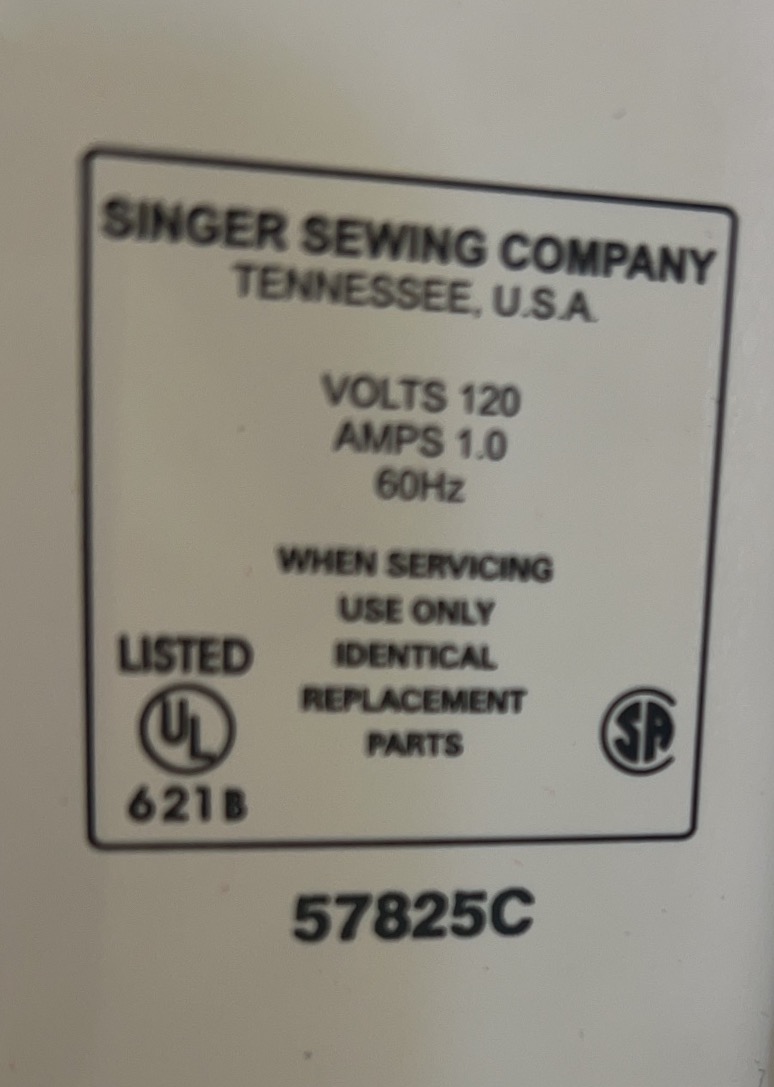 SINGER SEWING COMPANY
TENNESSEE, U.S.A.
VOLTS 120
AMPS 1.0
60Hz
WHEN SERVICING
USE ONLY
IDENTICAL
REPLACEMENT
PARTS
LISTED
UL
621B
SA
57825C